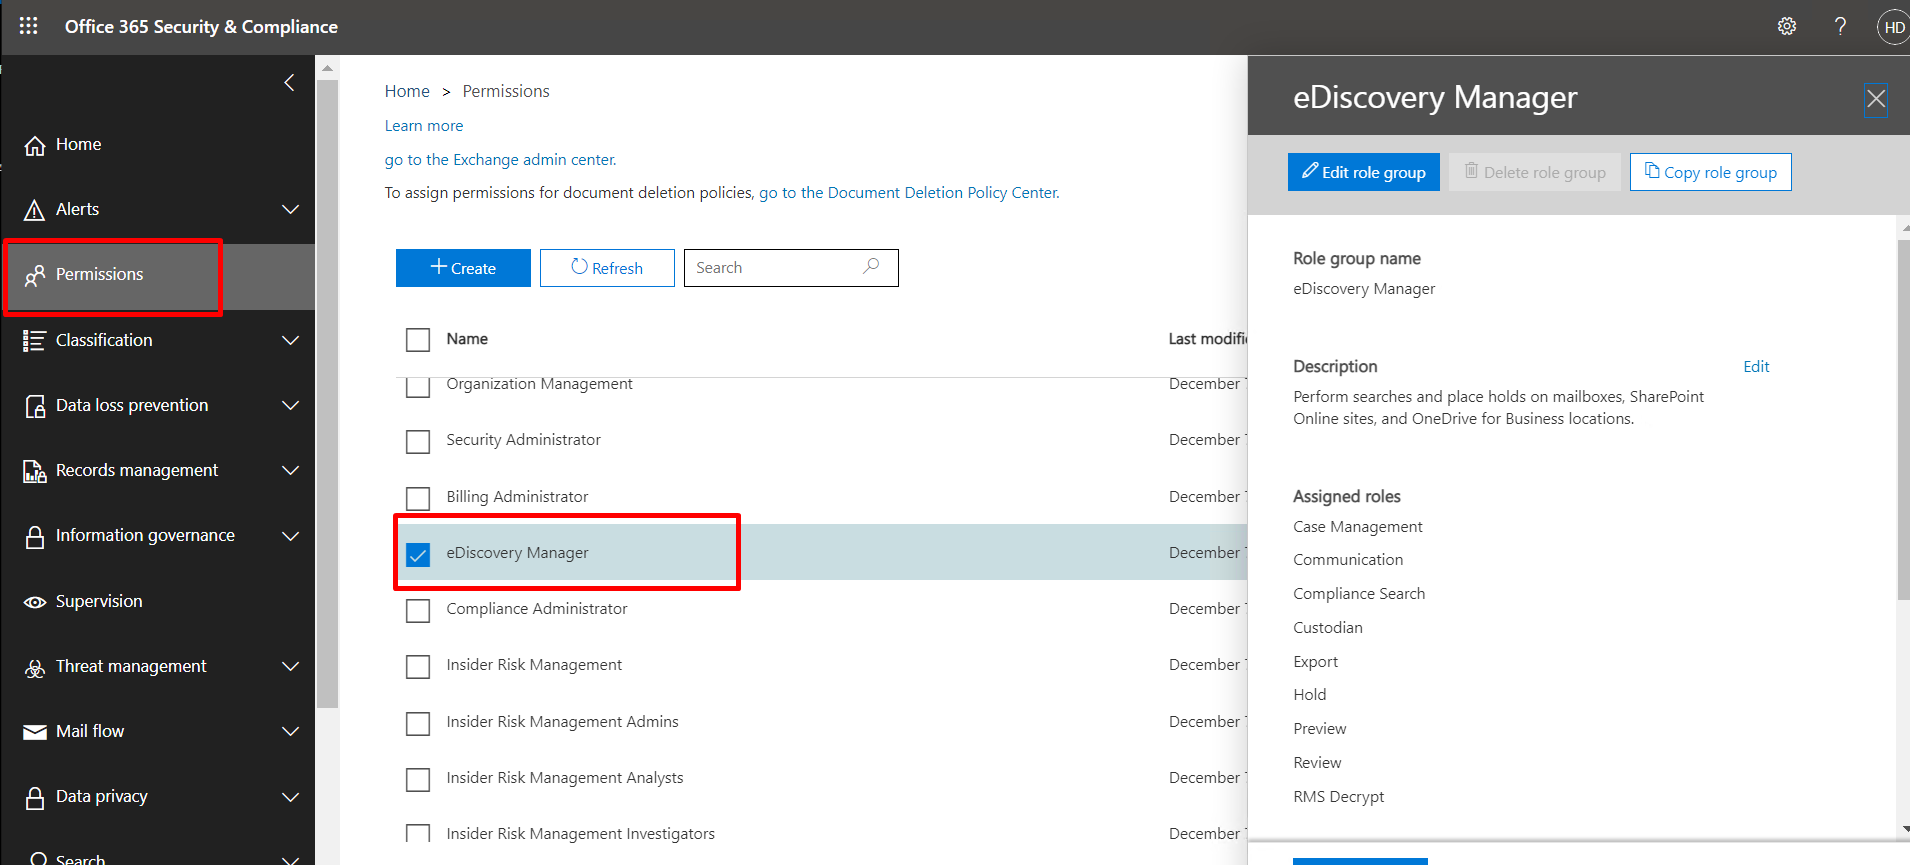 Office 365 Security & Compliance
HD
Home
Alerts
Permissions
Classification
Data loss prevention
Records management
Information governance
Supervision
Threat management
Mail flow
Data privacy
Search
Home > Permissions
Learn more
go to the Exchange admin center.
To assign permissions for document deletion policies, go to the Document Deletion Policy Center.
Create
Refresh
Search
Name Last modifi
Organization Management December
Security Administrator December
Billing Administrator December
eDiscovery Manager December
Compliance Administrator December
Insider Risk Management December
Insider Risk Management Admins December
Insider Risk Management Analysts December
Insider Risk Management Investigators December
eDiscovery Manager
Edit role group
Delete role group
Copy role group
Role group name
eDiscovery Manager
Description Edit
Perform searches and place holds on mailboxes, SharePoint
Online sites, and OneDrive for Business locations.
Assigned roles
Case Management
Communication
Compliance Search
Custodian
Export
Hold
Preview
Review
RMS Decrypt